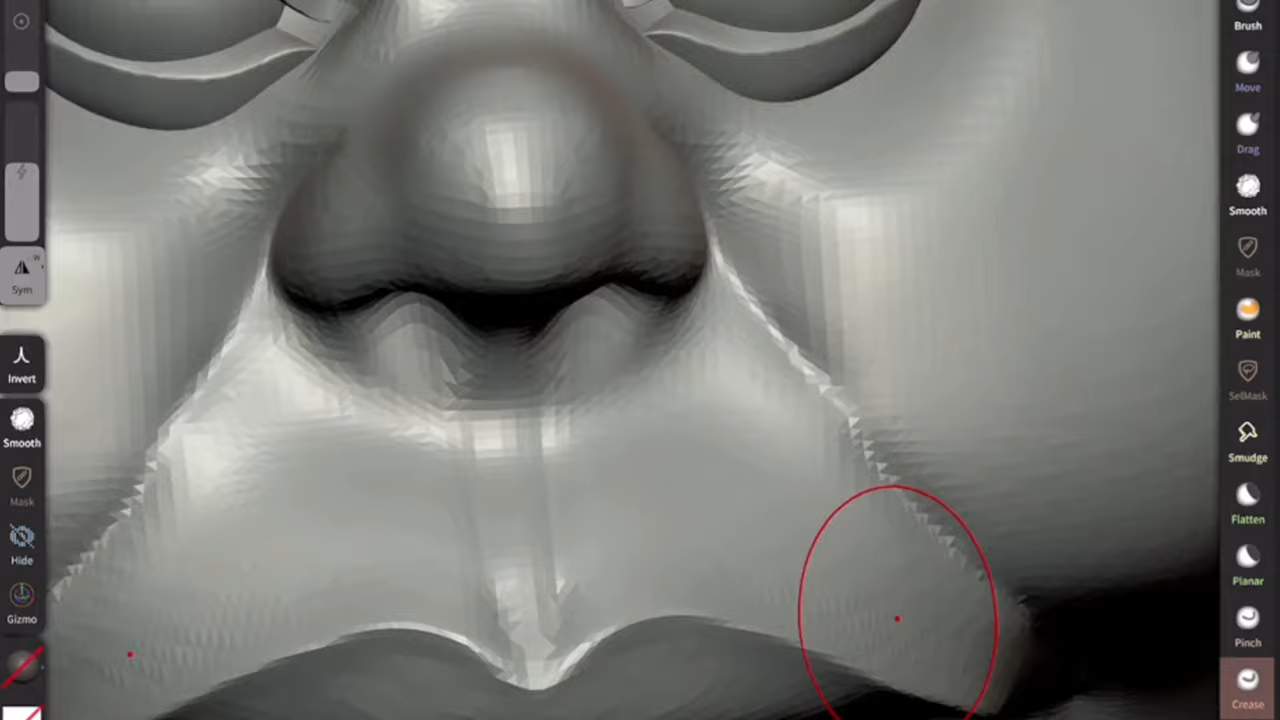 W
Sym
Invert
Smooth
Mask
Hide
Gizmo
Brush
Move
Drag
Smooth
Mask
Paint
SelMask
Smudge
Flatten
Planar
Pinch
Crease